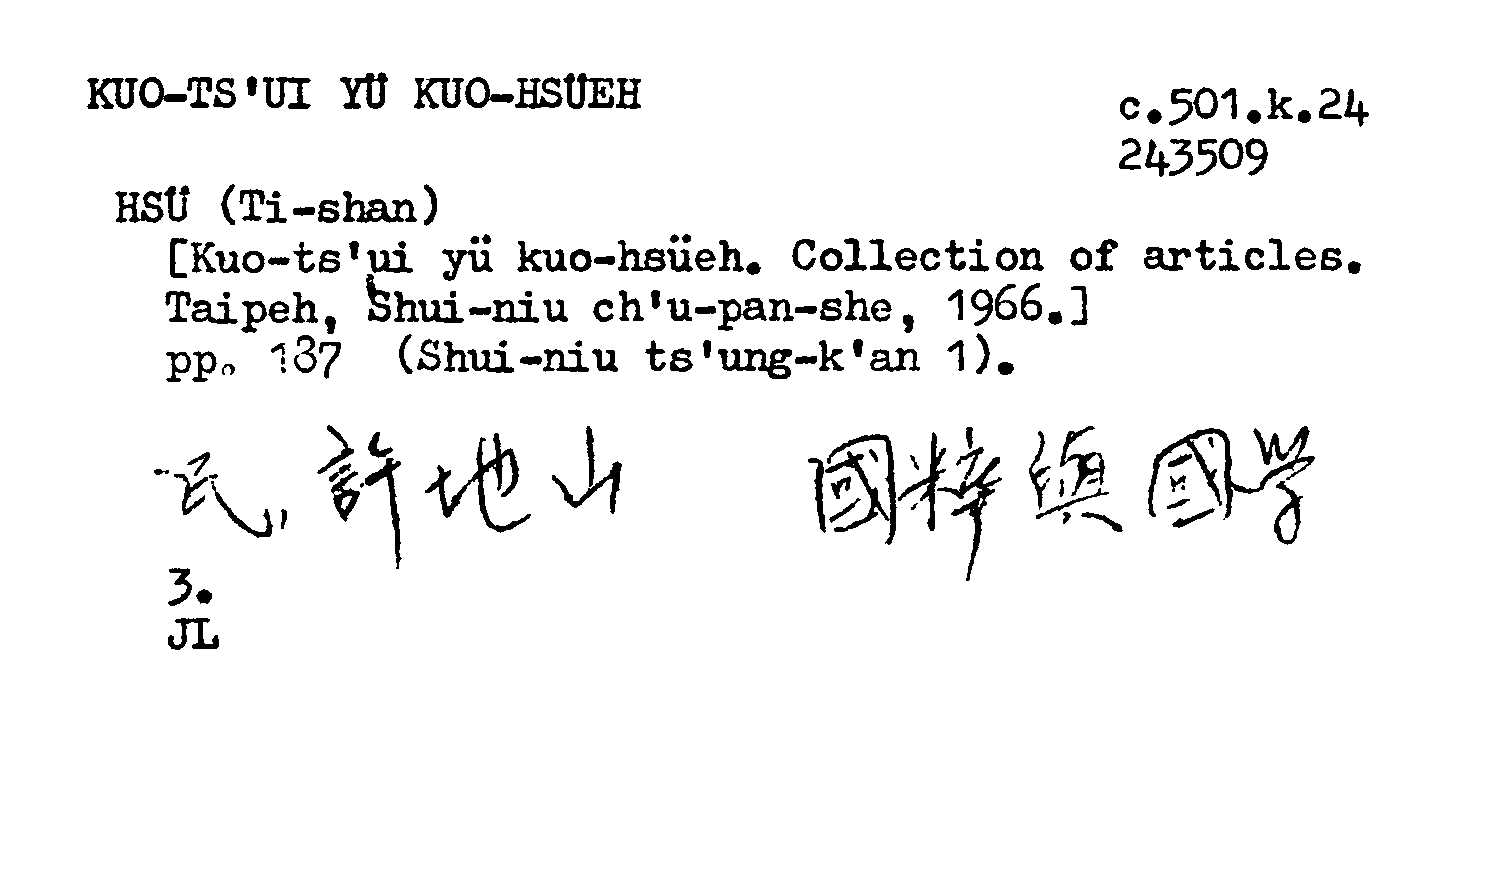 KUO-TS'UI YÜ KUO-HSÜEH
c.501.k.24
243509
HSÜ (Ti-shan)
[Kuo-ts'ui yü kuo-hsüeh. Collection of articles.
Taipeh, Shui-niu ch'u-pan-she, 1966.]
pp. 187 (Shui-niu ts'ung-k'an 1).
民, 許地山 國粹與國学
3.
JL